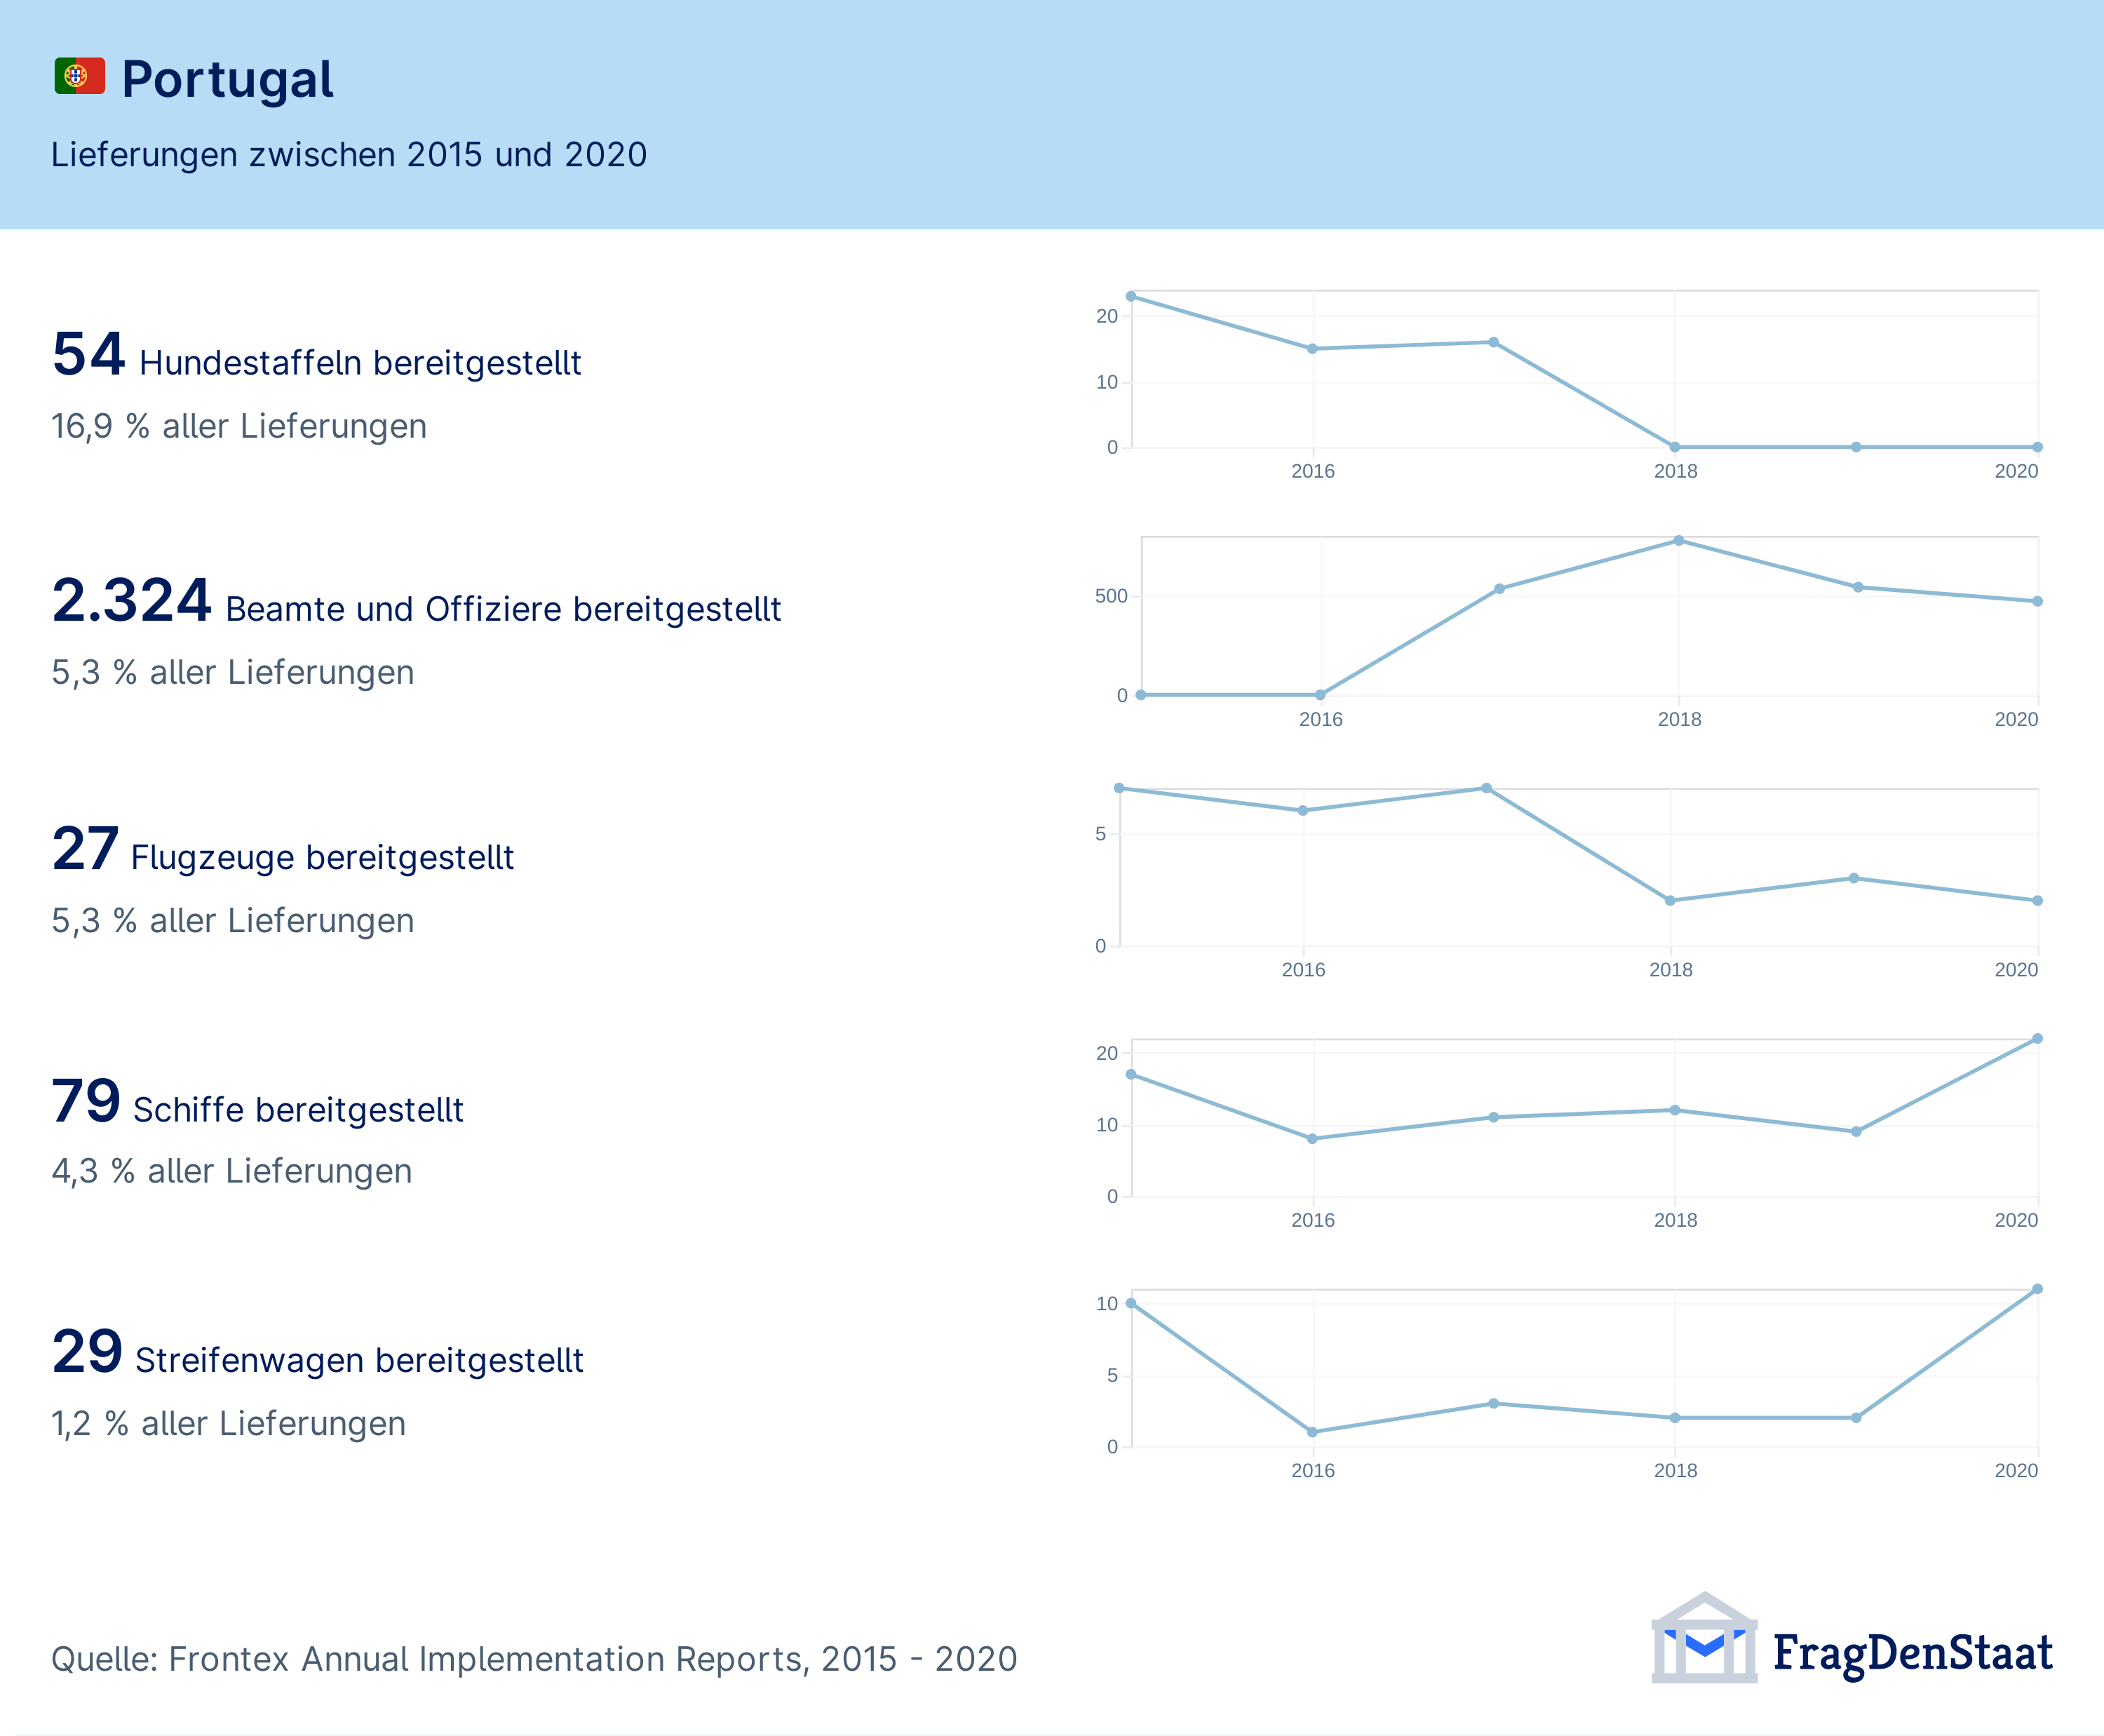 Portugal
Lieferungen zwischen 2015 und 2020
54 Hundestaffeln bereitgestellt
16,9 % aller Lieferungen
20
10
0
2016 2018 2020
2.324 Beamte und Offiziere bereitgestellt
5,3 % aller Lieferungen
500
0
2016 2018 2020
27 Flugzeuge bereitgestellt
5,3 % aller Lieferungen
5
0
2016 2018 2020
79 Schiffe bereitgestellt
4,3 % aller Lieferungen
20
10
0
2016 2018 2020
29 Streifenwagen bereitgestellt
1,2 % aller Lieferungen
10
5
0
2016 2018 2020
Quelle: Frontex Annual Implementation Reports, 2015 - 2020
FragDenStaat